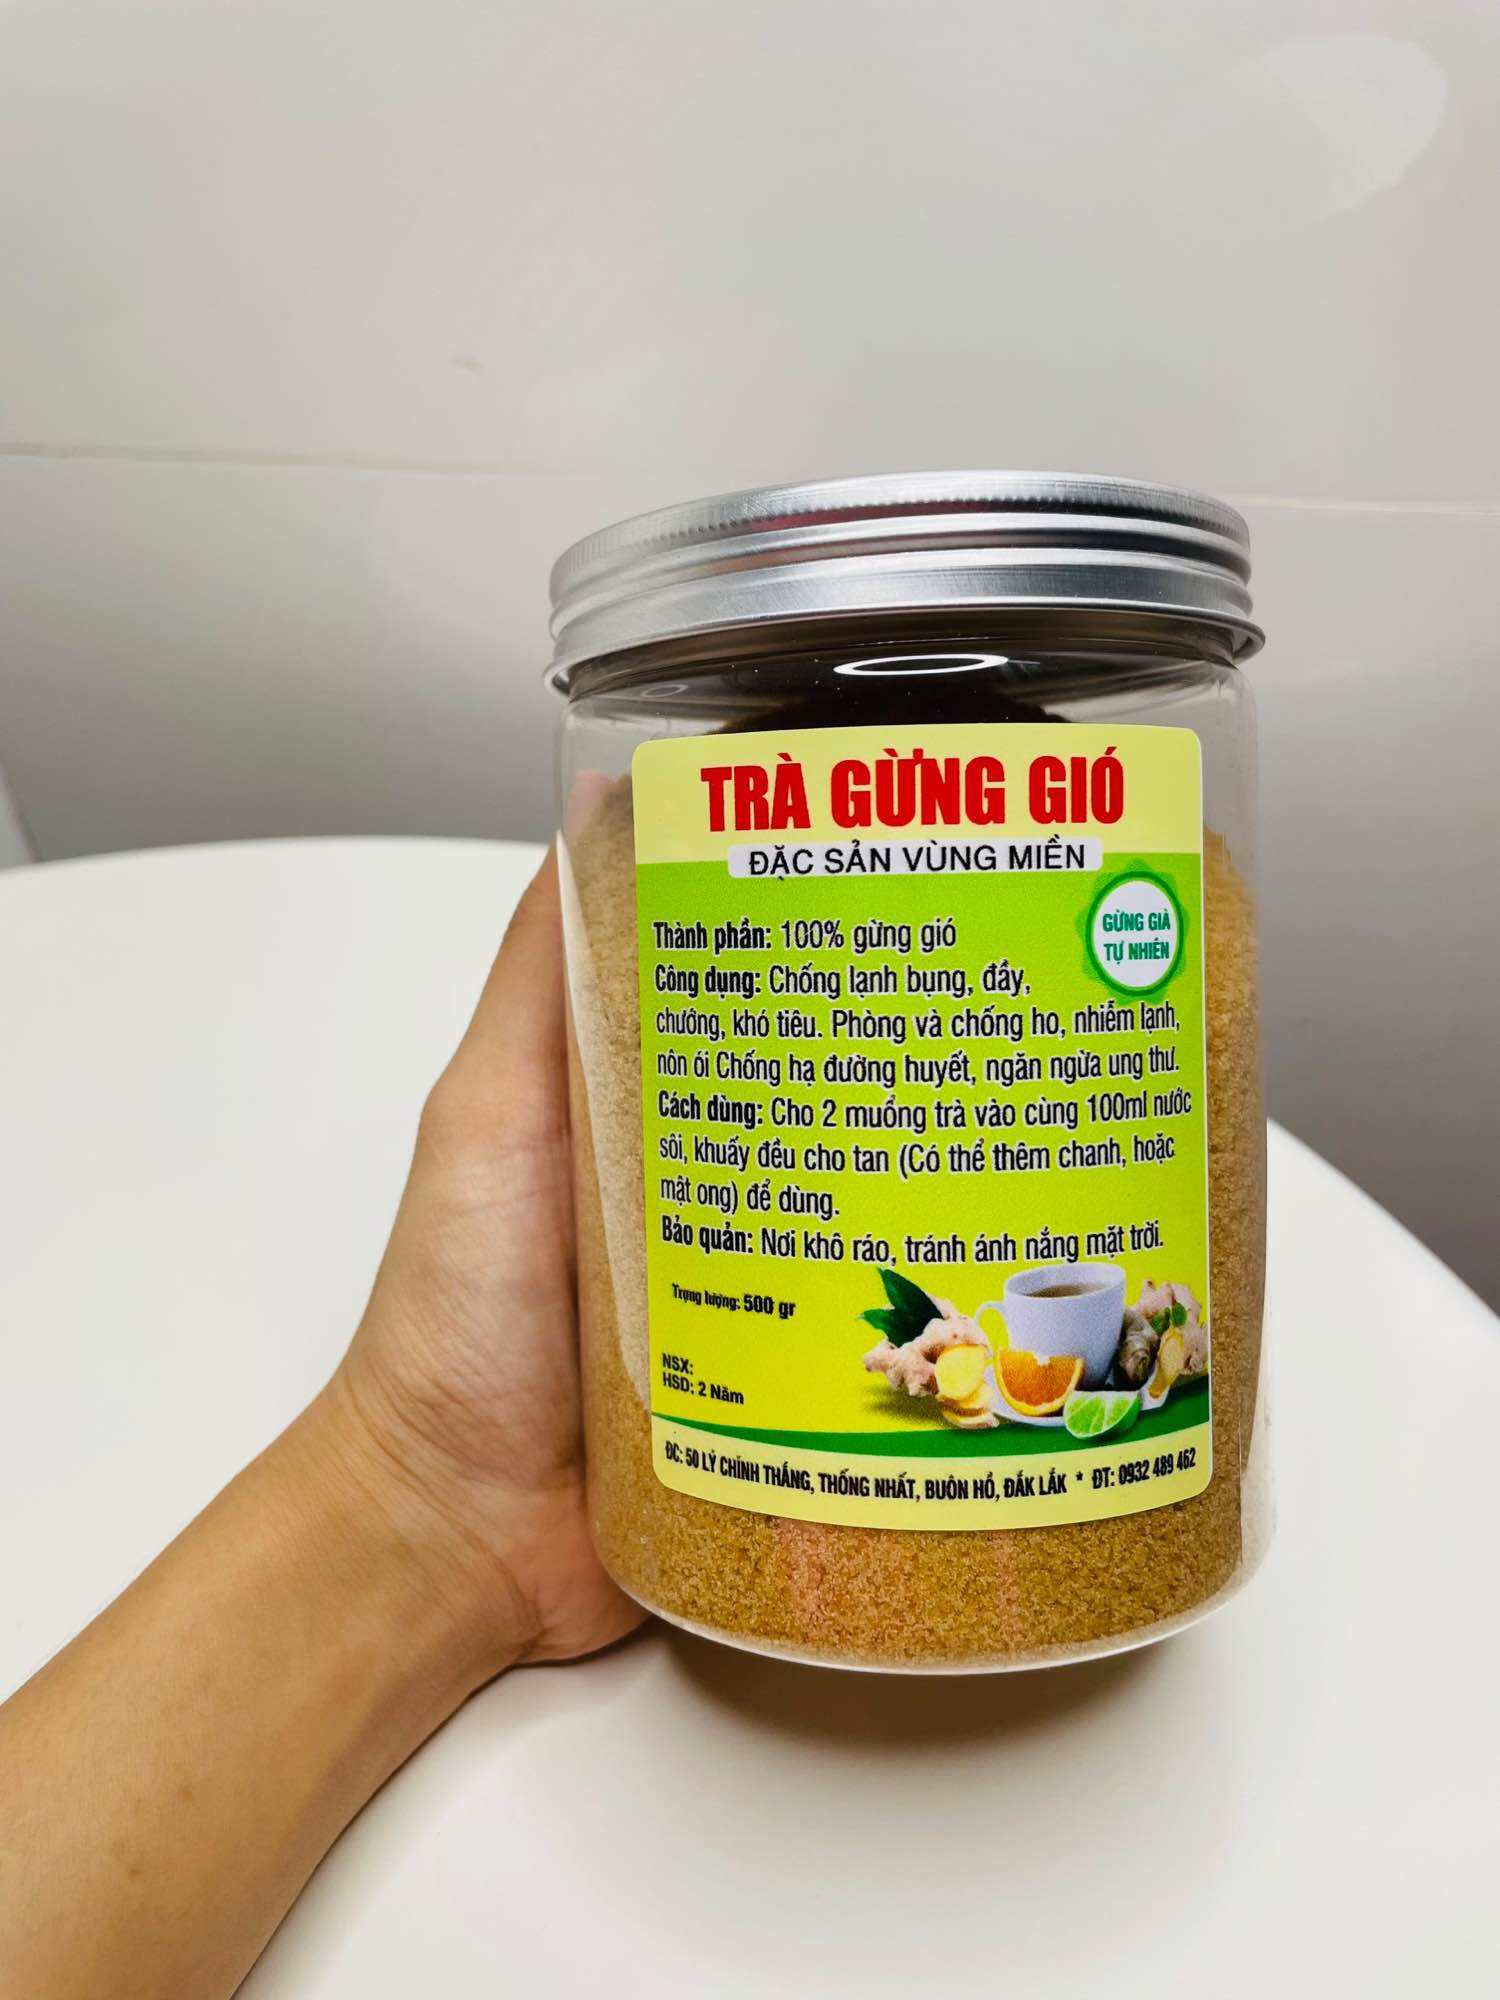 TRÀ GỪNG GIÓ
ĐẶC SẢN VÙNG MIỀN
GỪNG GIÀ
TỰ NHIÊN
Thành phần: 100% gừng gió
Công dụng: Chống lạnh bụng, đầy,
chướng, khó tiêu. Phòng và chống ho, nhiễm lạnh,
nôn ói Chống hạ đường huyết, ngăn ngừa ung thư.
Cách dùng: Cho 2 muổng trà vào cùng 100ml nước
sôi, khuấy đều cho tan (Có thể thêm chanh, hoặc
mật ong) để dùng.
Bảo quản: Nơi khô ráo, tránh ánh nắng mặt trời.
Trọng lượng: 500 gr
NSX:
HSD: 2 Năm
ĐC: 50 LÝ CHÍNH THẮNG, THỐNG NHẤT, BUÔN HỒ, ĐẮK LẮK * ĐT: 0932 489 462